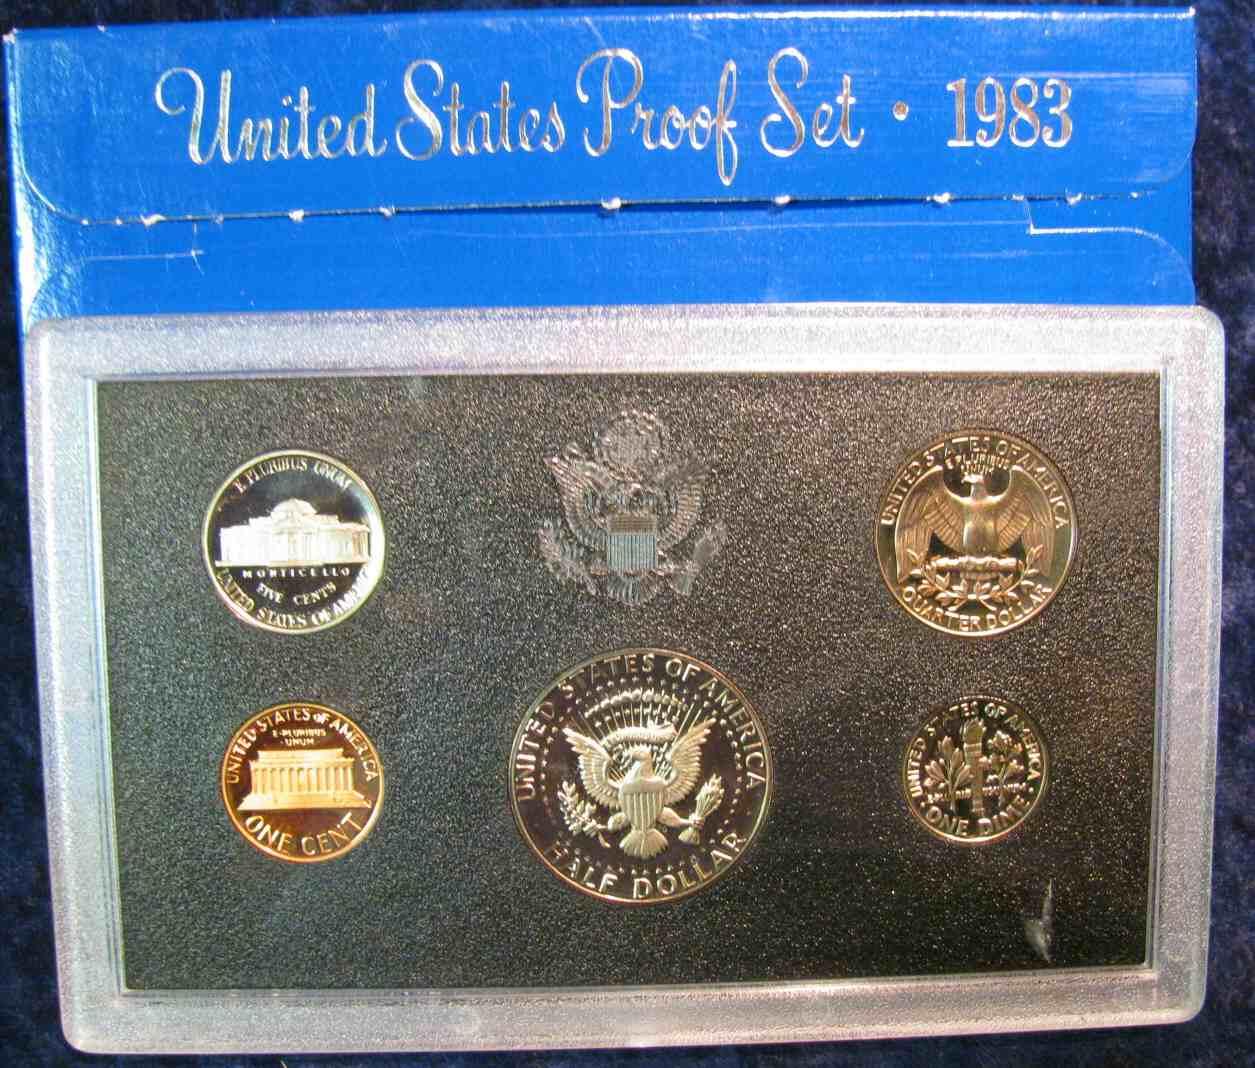 United States Proof Set · 1983
E PLURIBUS UNUM
MONTICELLO
FIVE CENTS
UNITED STATES OF AMERICA
UNITED STATES OF AMERICA
E PLURIBUS
UNUM
QUARTER DOLLAR
UNITED STATES OF AMERICA
E·PLURIBUS
·UNUM·
ONE CENT
UNITED STATES OF AMERICA
HALF DOLLAR
UNITED STATES OF AMERICA
· ONE DIME ·